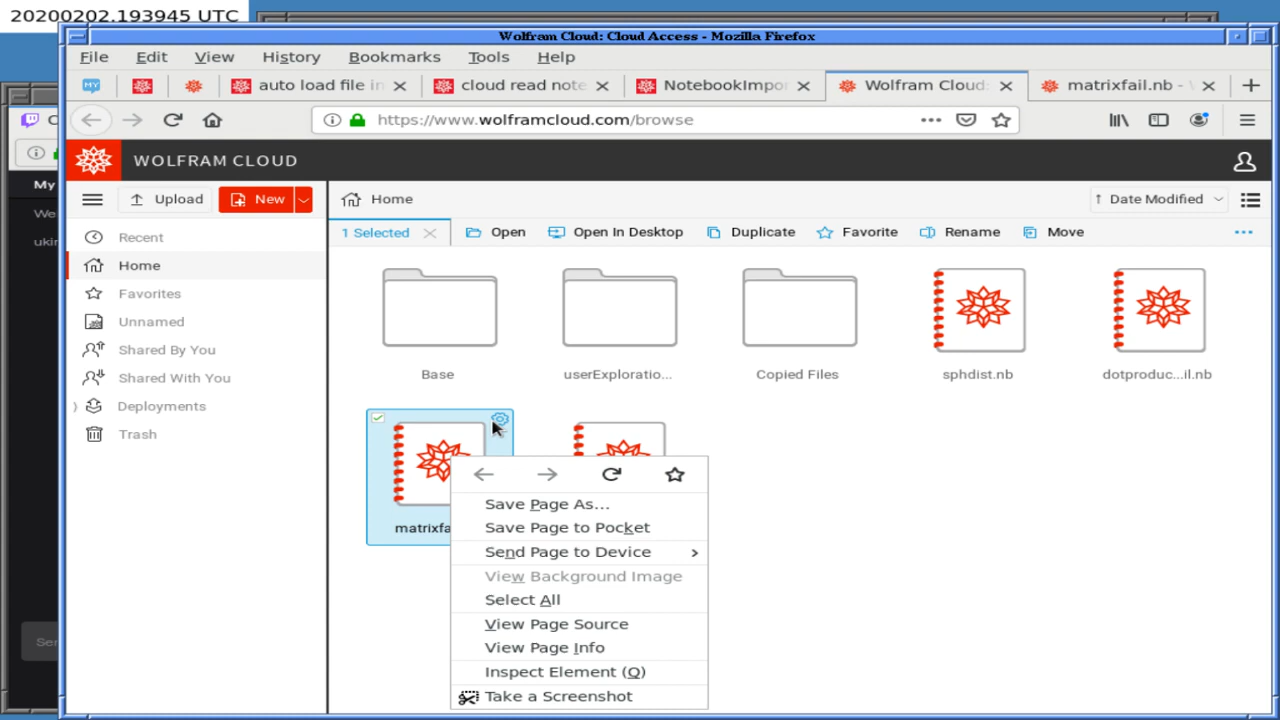 20200202.193945 UTC
Wolfram Cloud: Cloud Access - Mozilla Firefox
File Edit View History Bookmarks Tools Help
MY auto load file in cloud read note NotebookImpor Wolfram Cloud: matrixfail.nb -
https://www.wolframcloud.com/browse
WOLFRAM CLOUD
My
We
ukin
Upload New
Home
Date Modified
1 Selected
Open
Open In Desktop
Duplicate
Favorite
Rename
Move
Recent
Home
Favorites
Unnamed
Shared By You
Shared With You
Deployments
Trash
Base
userExploratio...
Copied Files
sphdist.nb
dotproduc...il.nb
matrixfa
Save Page As...
Save Page to Pocket
Send Page to Device
View Background Image
Select All
View Page Source
View Page Info
Inspect Element (Q)
Take a Screenshot
Sen